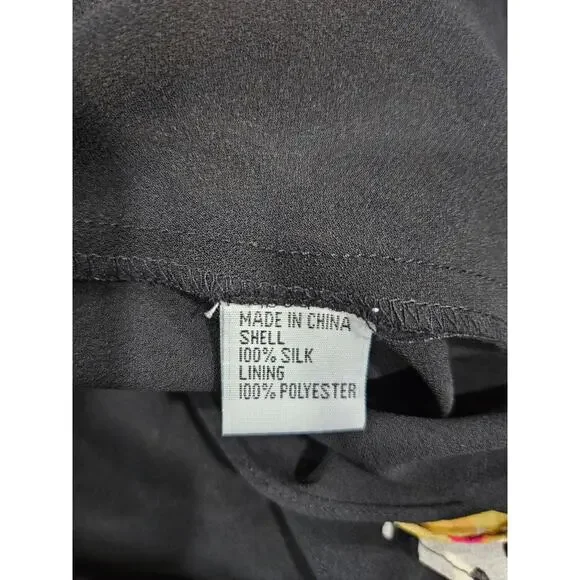 MADE IN CHINA
SHELL
100% SILK
LINING
100% POLYESTER